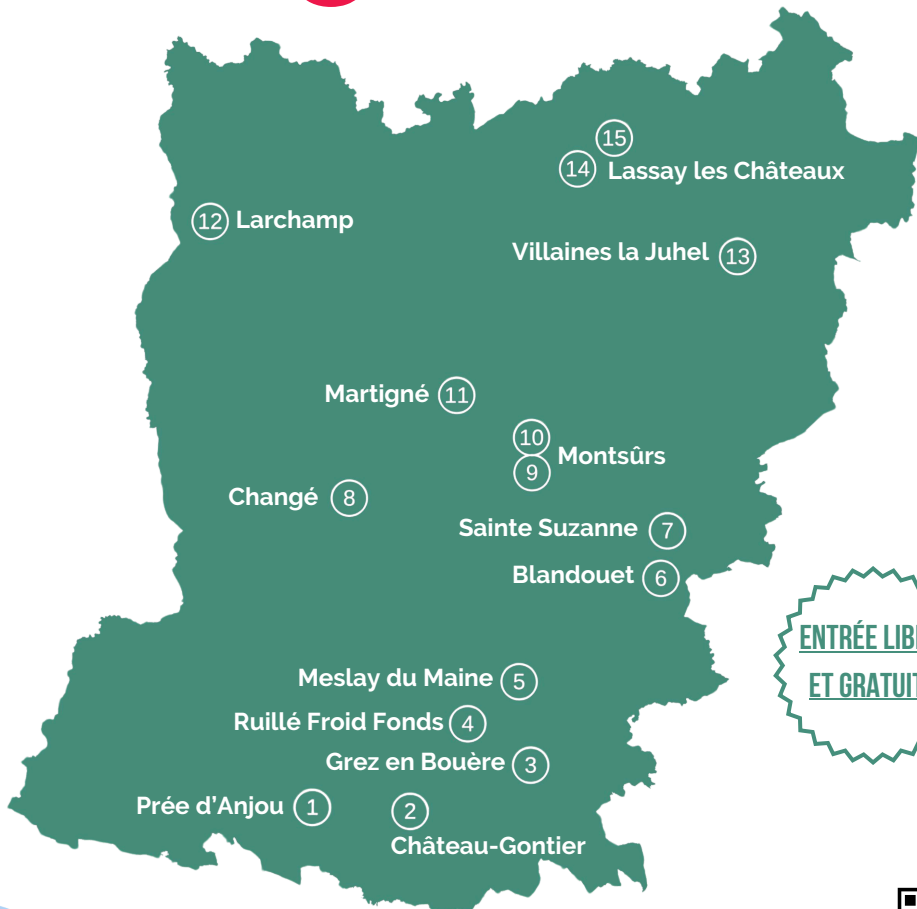 15
14 Lassay les Châteaux
12 Larchamp
Villaines la Juhel 13
Martigné 11
10
Montsûrs
9
Changé 8
Sainte Suzanne 7
Blandouet 6
ENTRÉE LIB
ET GRATUIT
Meslay du Maine 5
Ruillé Froid Fonds 4
Grez en Bouère 3
Prée d'Anjou 1
2
Château-Gontier